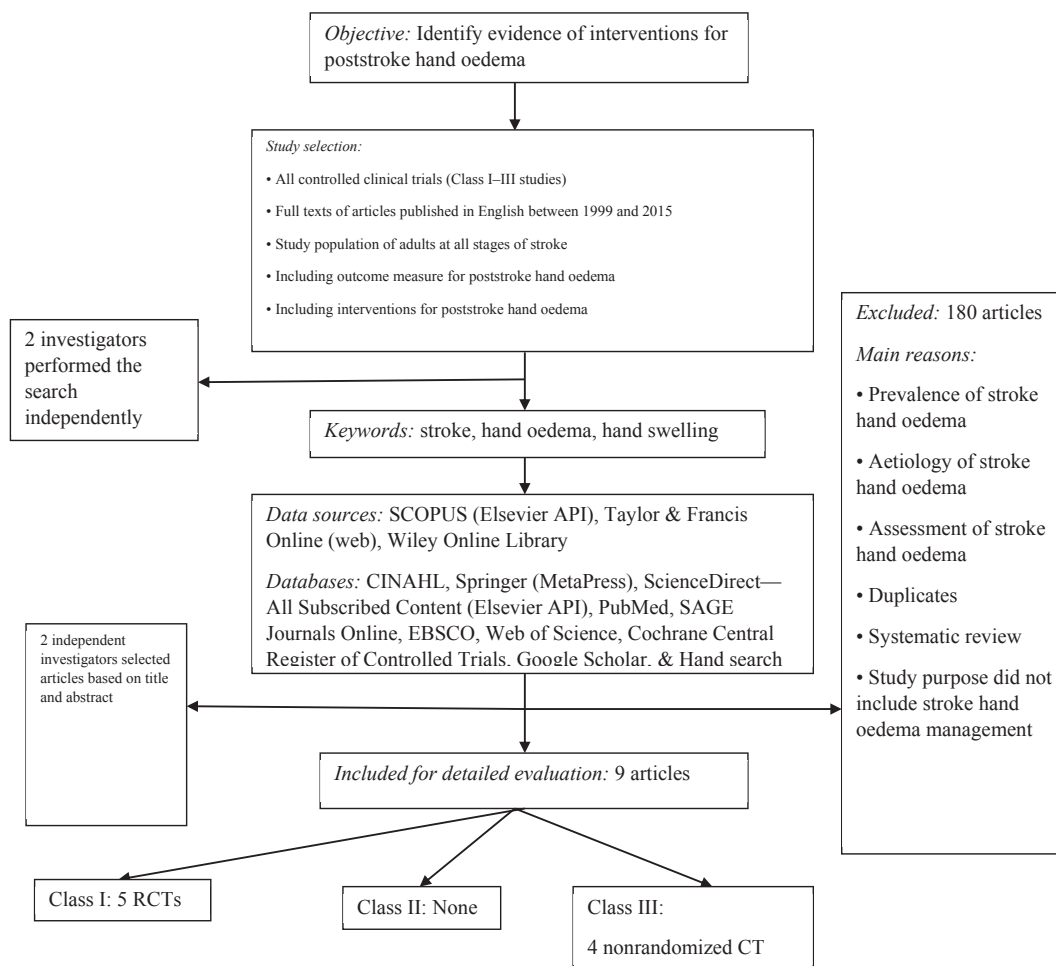 Objective: Identify evidence of interventions for
poststroke hand oedema
Study selection:
• All controlled clinical trials (Class I–III studies)
• Full texts of articles published in English between 1999 and 2015
• Study population of adults at all stages of stroke
• Including outcome measure for poststroke hand oedema
• Including interventions for poststroke hand oedema
2 investigators
performed the
search
independently
Keywords: stroke, hand oedema, hand swelling
Data sources: SCOPUS (Elsevier API), Taylor & Francis
Online (web), Wiley Online Library
Databases: CINAHL, Springer (MetaPress), ScienceDirect—
All Subscribed Content (Elsevier API), PubMed, SAGE
Journals Online, EBSCO, Web of Science, Cochrane Central
Register of Controlled Trials, Google Scholar, & Hand search
2 independent
investigators selected
articles based on title
and abstract
Excluded: 180 articles
Main reasons:
• Prevalence of stroke
hand oedema
• Aetiology of stroke
hand oedema
• Assessment of stroke
hand oedema
• Duplicates
• Systematic review
• Study purpose did not
include stroke hand
oedema management
Included for detailed evaluation: 9 articles
Class I: 5 RCTs
Class II: None
Class III:
4 nonrandomized CT